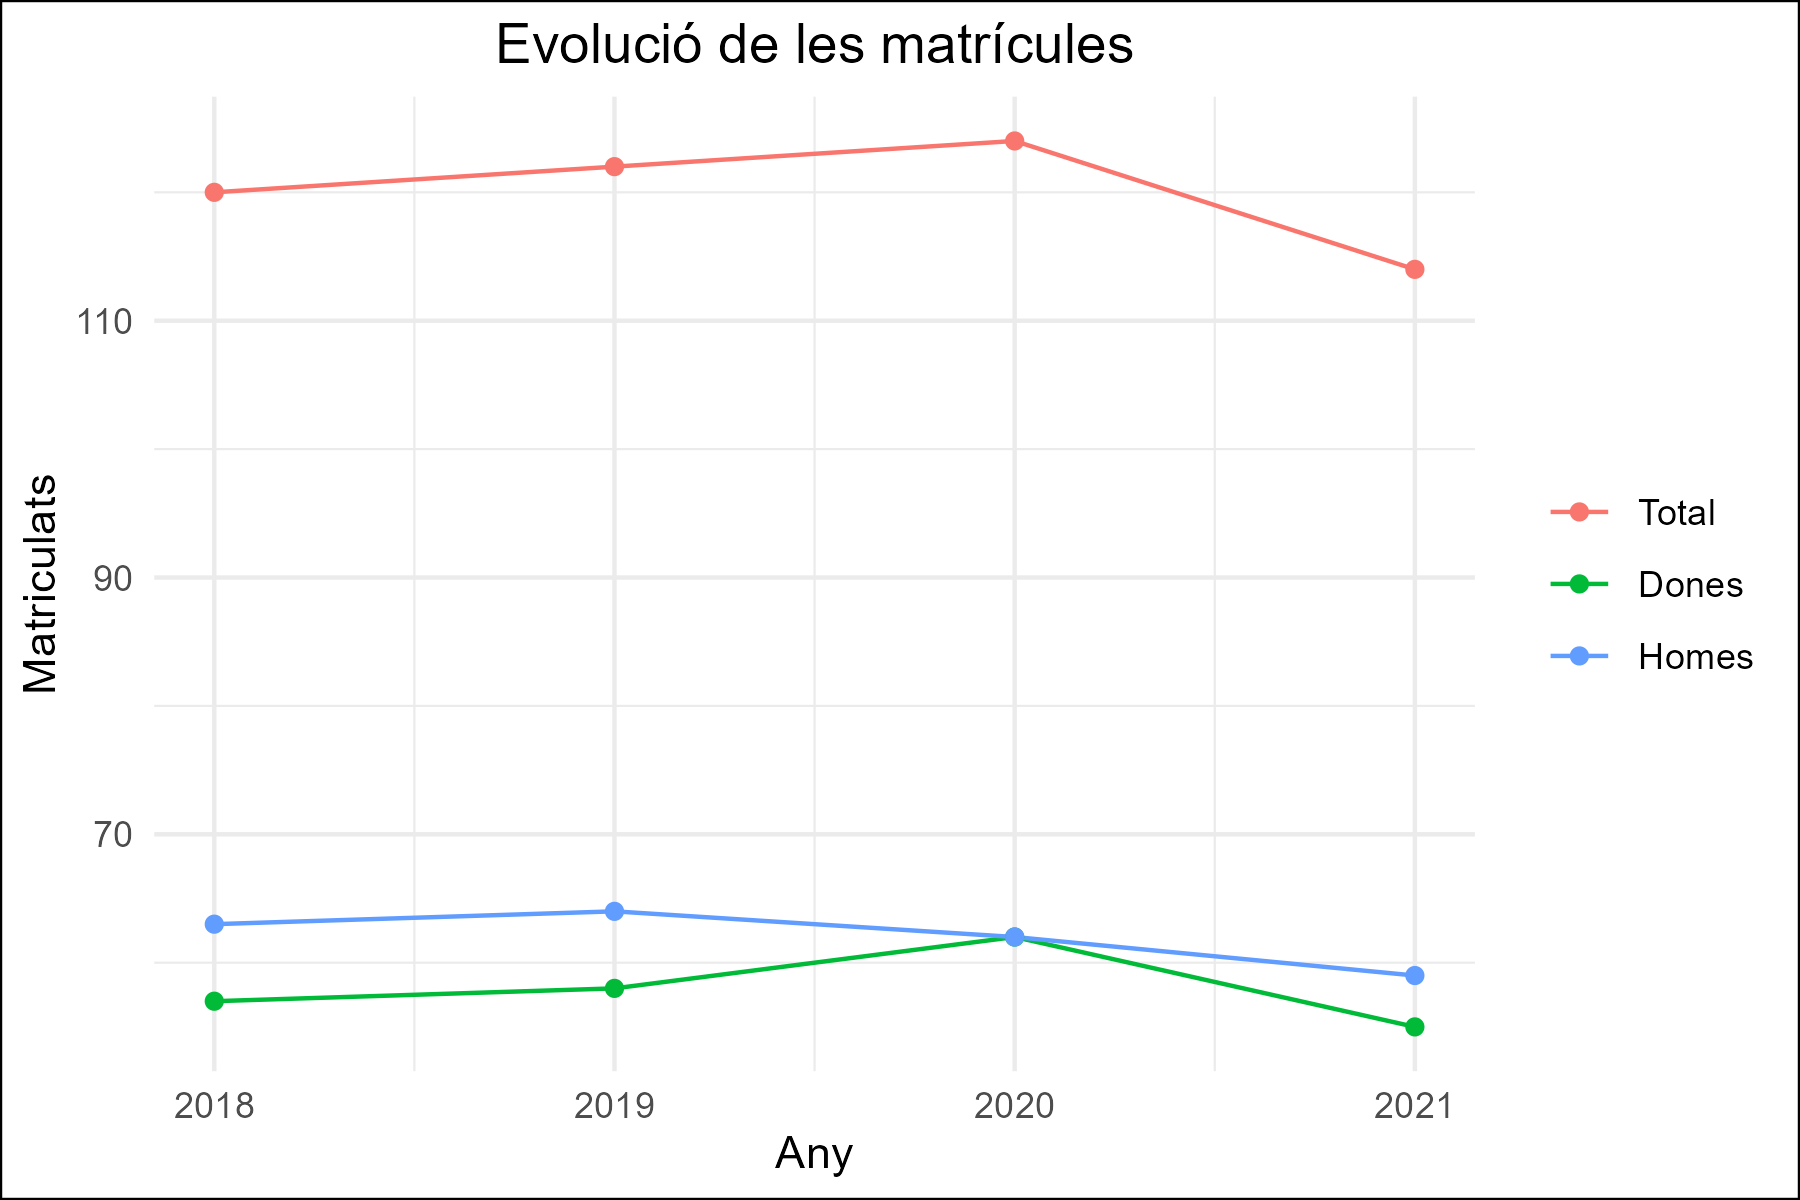 Evolució de les matrícules
110
90
70
Matriculats
2018 2019 2020 2021
Any
Total
Dones
Homes